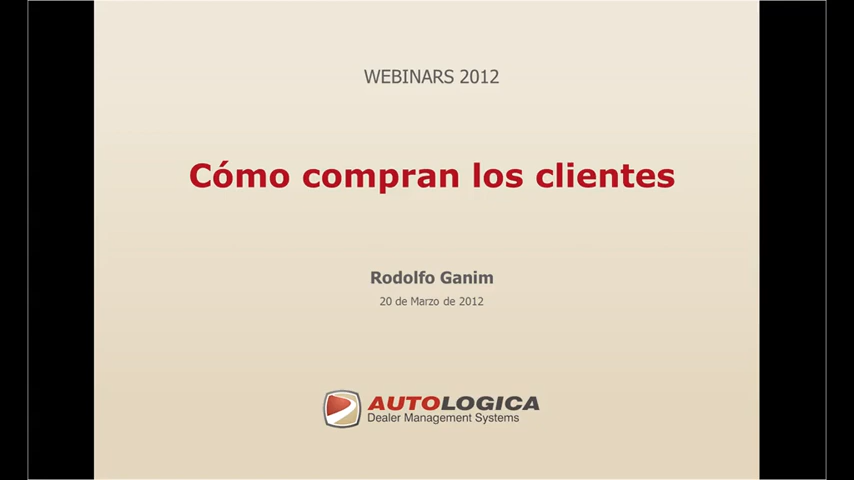 WEBINARS 2012
Cómo compran los clientes
Rodolfo Ganim
20 de Marzo de 2012
AUTOLOGICA
Dealer Management Systems